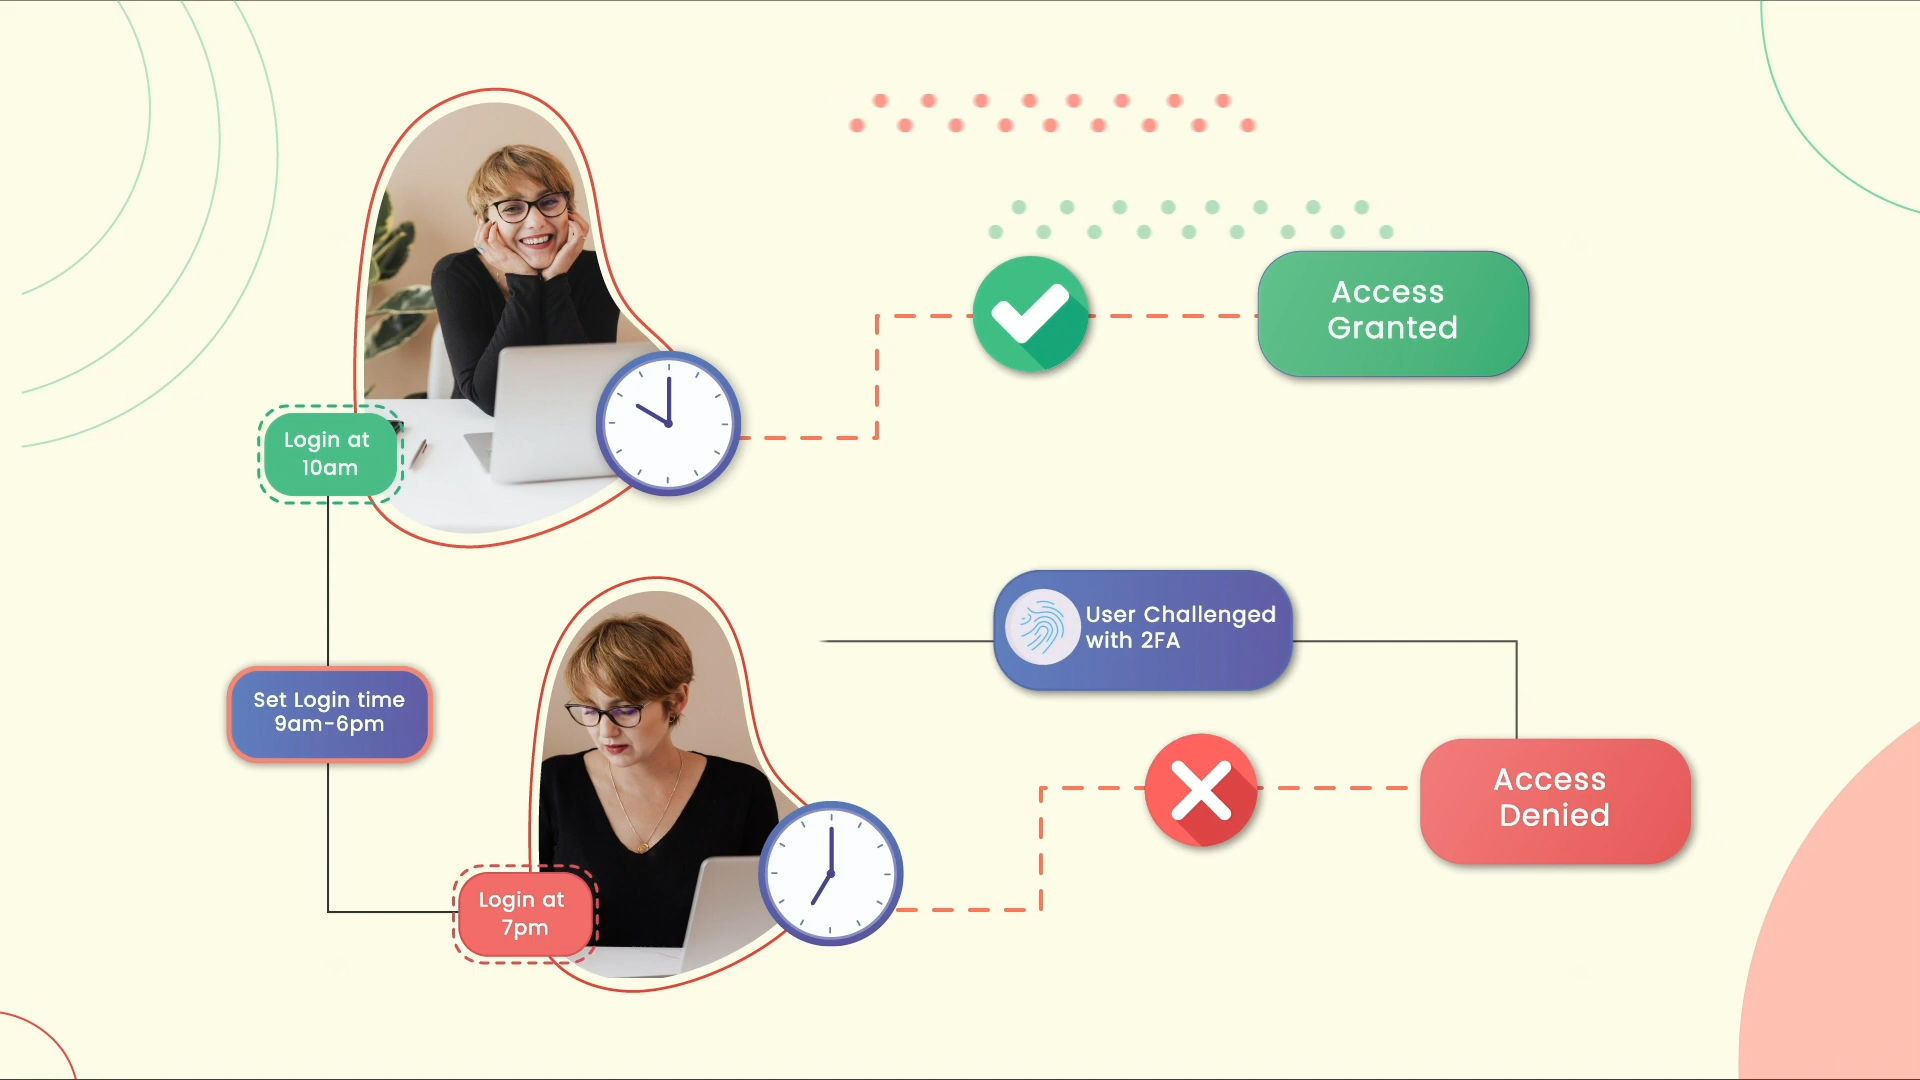 Access
Granted
Login at
10am
User Challenged
with 2FA
Set Login time
9am-6pm
Access
Denied
Login at
7pm